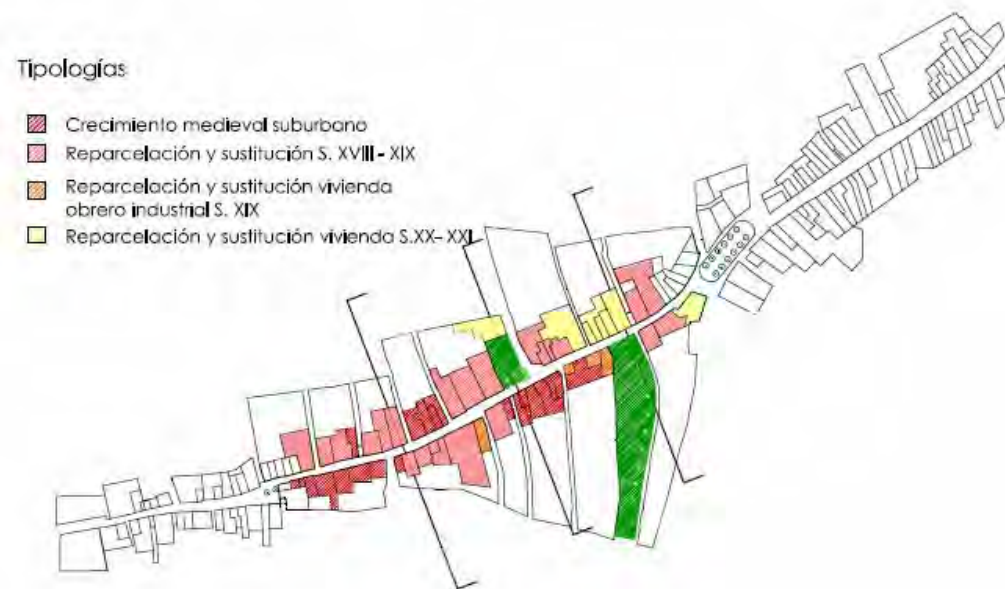 Tipologías
Crecimiento medieval suburbano
Reparcelación y sustitución S. XVIII - XIX
Reparcelación y sustitución vivienda
obrero industrial S. XIX
Reparcelación y sustitución vivienda S.XX- XXI